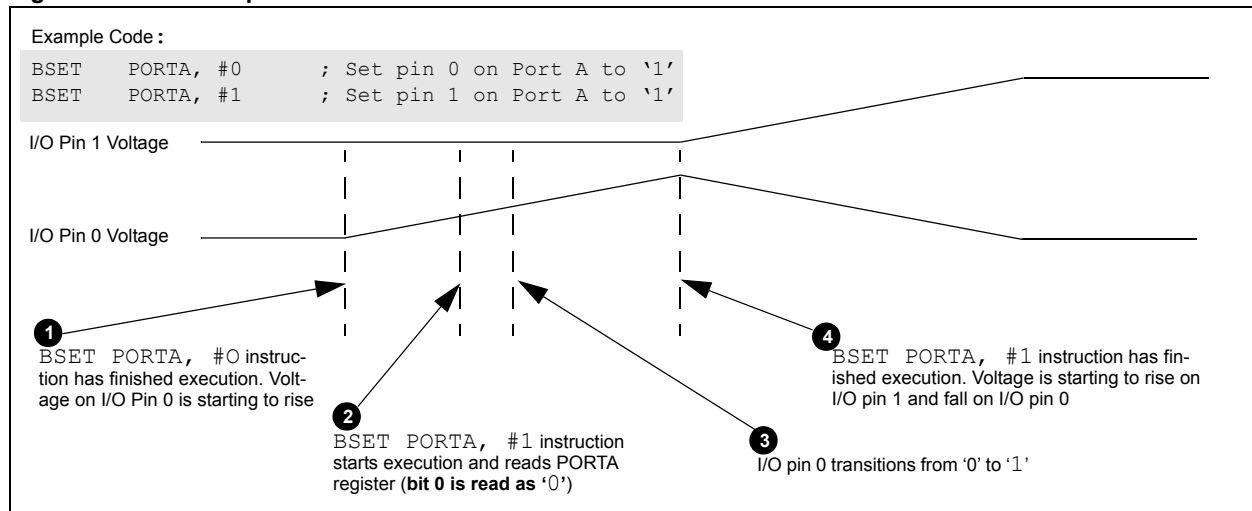 Example Code:
BSET PORTA, #0 ; Set pin 0 on Port A to ‘1’
BSET PORTA, #1 ; Set pin 1 on Port A to ‘1’
I/O Pin 1 Voltage
I/O Pin 0 Voltage
1
BSET PORTA, #0 instruc-
tion has finished execution. Volt-
age on I/O Pin 0 is starting to rise
2
BSET PORTA, #1 instruction
starts execution and reads PORTA
register (bit 0 is read as ‘0’)
3
I/O pin 0 transitions from ‘0’ to ‘1’
4
BSET PORTA, #1 instruction has fin-
ished execution. Voltage is starting to rise on
I/O pin 1 and fall on I/O pin 0